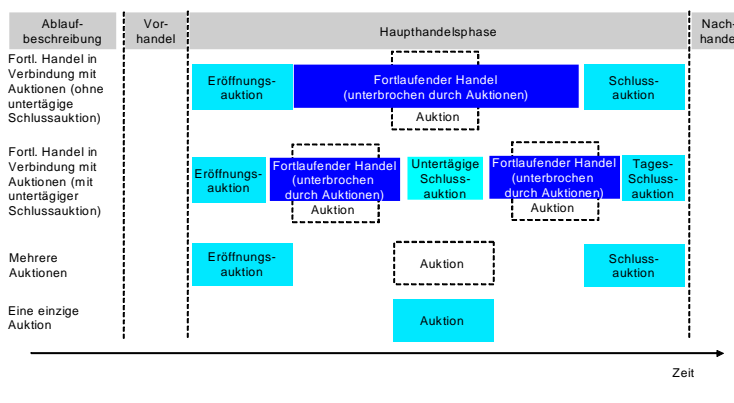 Ablauf-
beschreibung
Vor-
handel
Haupthandelsphase
Nach-
handel
Fortl. Handel in
Verbindung mit
Auktionen (ohne
untertägige
Schlussauktion)
Eröffnungs-
auktion
Fortlaufender Handel
(unterbrochen durch Auktionen)
Auktion
Schluss-
auktion
Fortl. Handel in
Verbindung mit
Auktionen (mit
untertägiger
Schlussauktion)
Eröffnungs-
auktion
Fortlaufender Handel
(unterbrochen
durch Auktionen)
Auktion
Untertägige
Schluss-
auktion
Fortlaufender Handel
(unterbrochen
durch Auktionen)
Auktion
Tages-
Schluss-
auktion
Mehrere
Auktionen
Eröffnungs-
auktion
Auktion
Schluss-
auktion
Eine einzige
Auktion
Auktion
Zeit